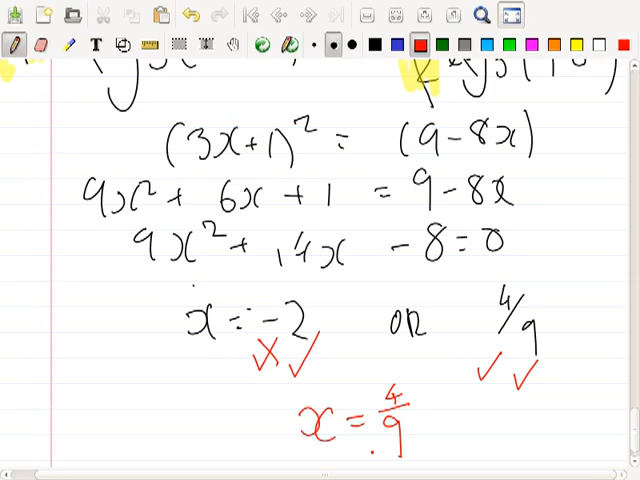 (3x+1)² = (9-8x)
9x² + 6x + 1 = 9-8x
9x² + 14x - 8 = 0
x = -2 or 4/9
x = 4/9